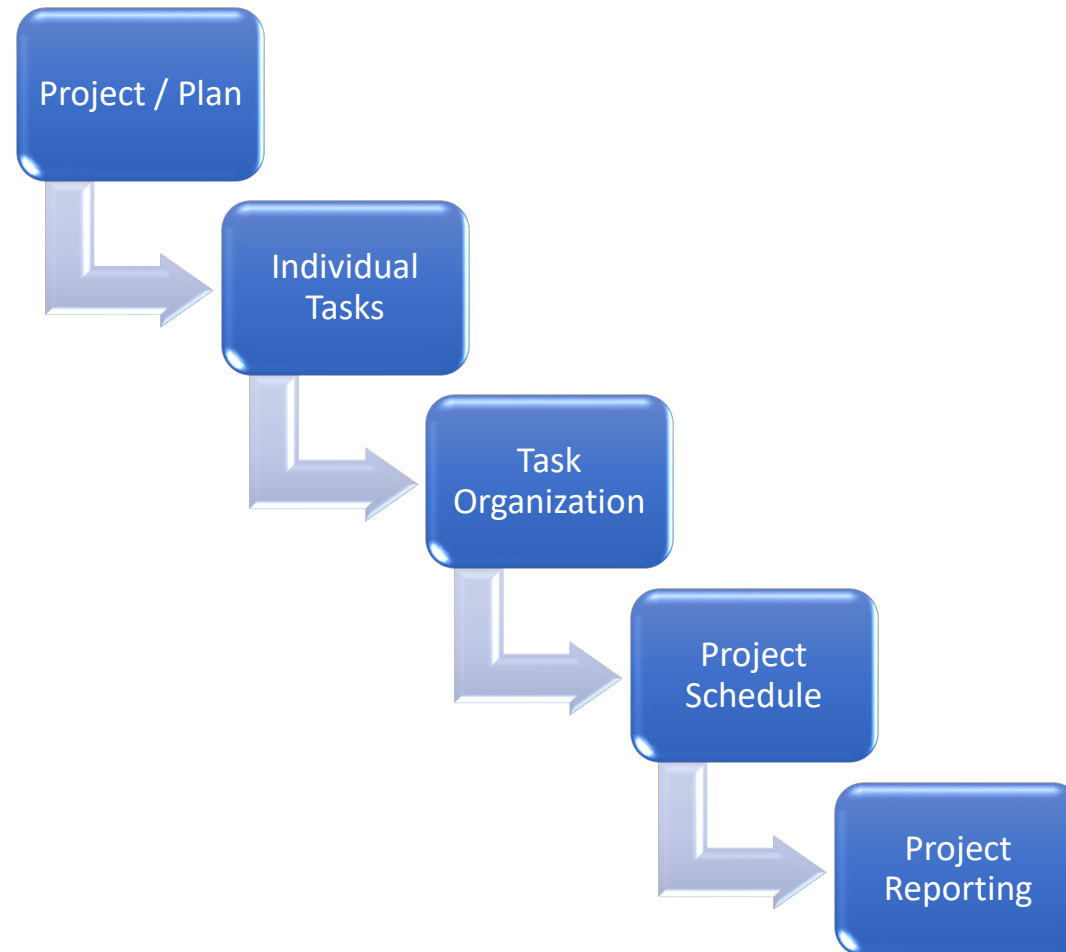 Project / Plan
Individual
Tasks
Task
Organization
Project
Schedule
Project
Reporting